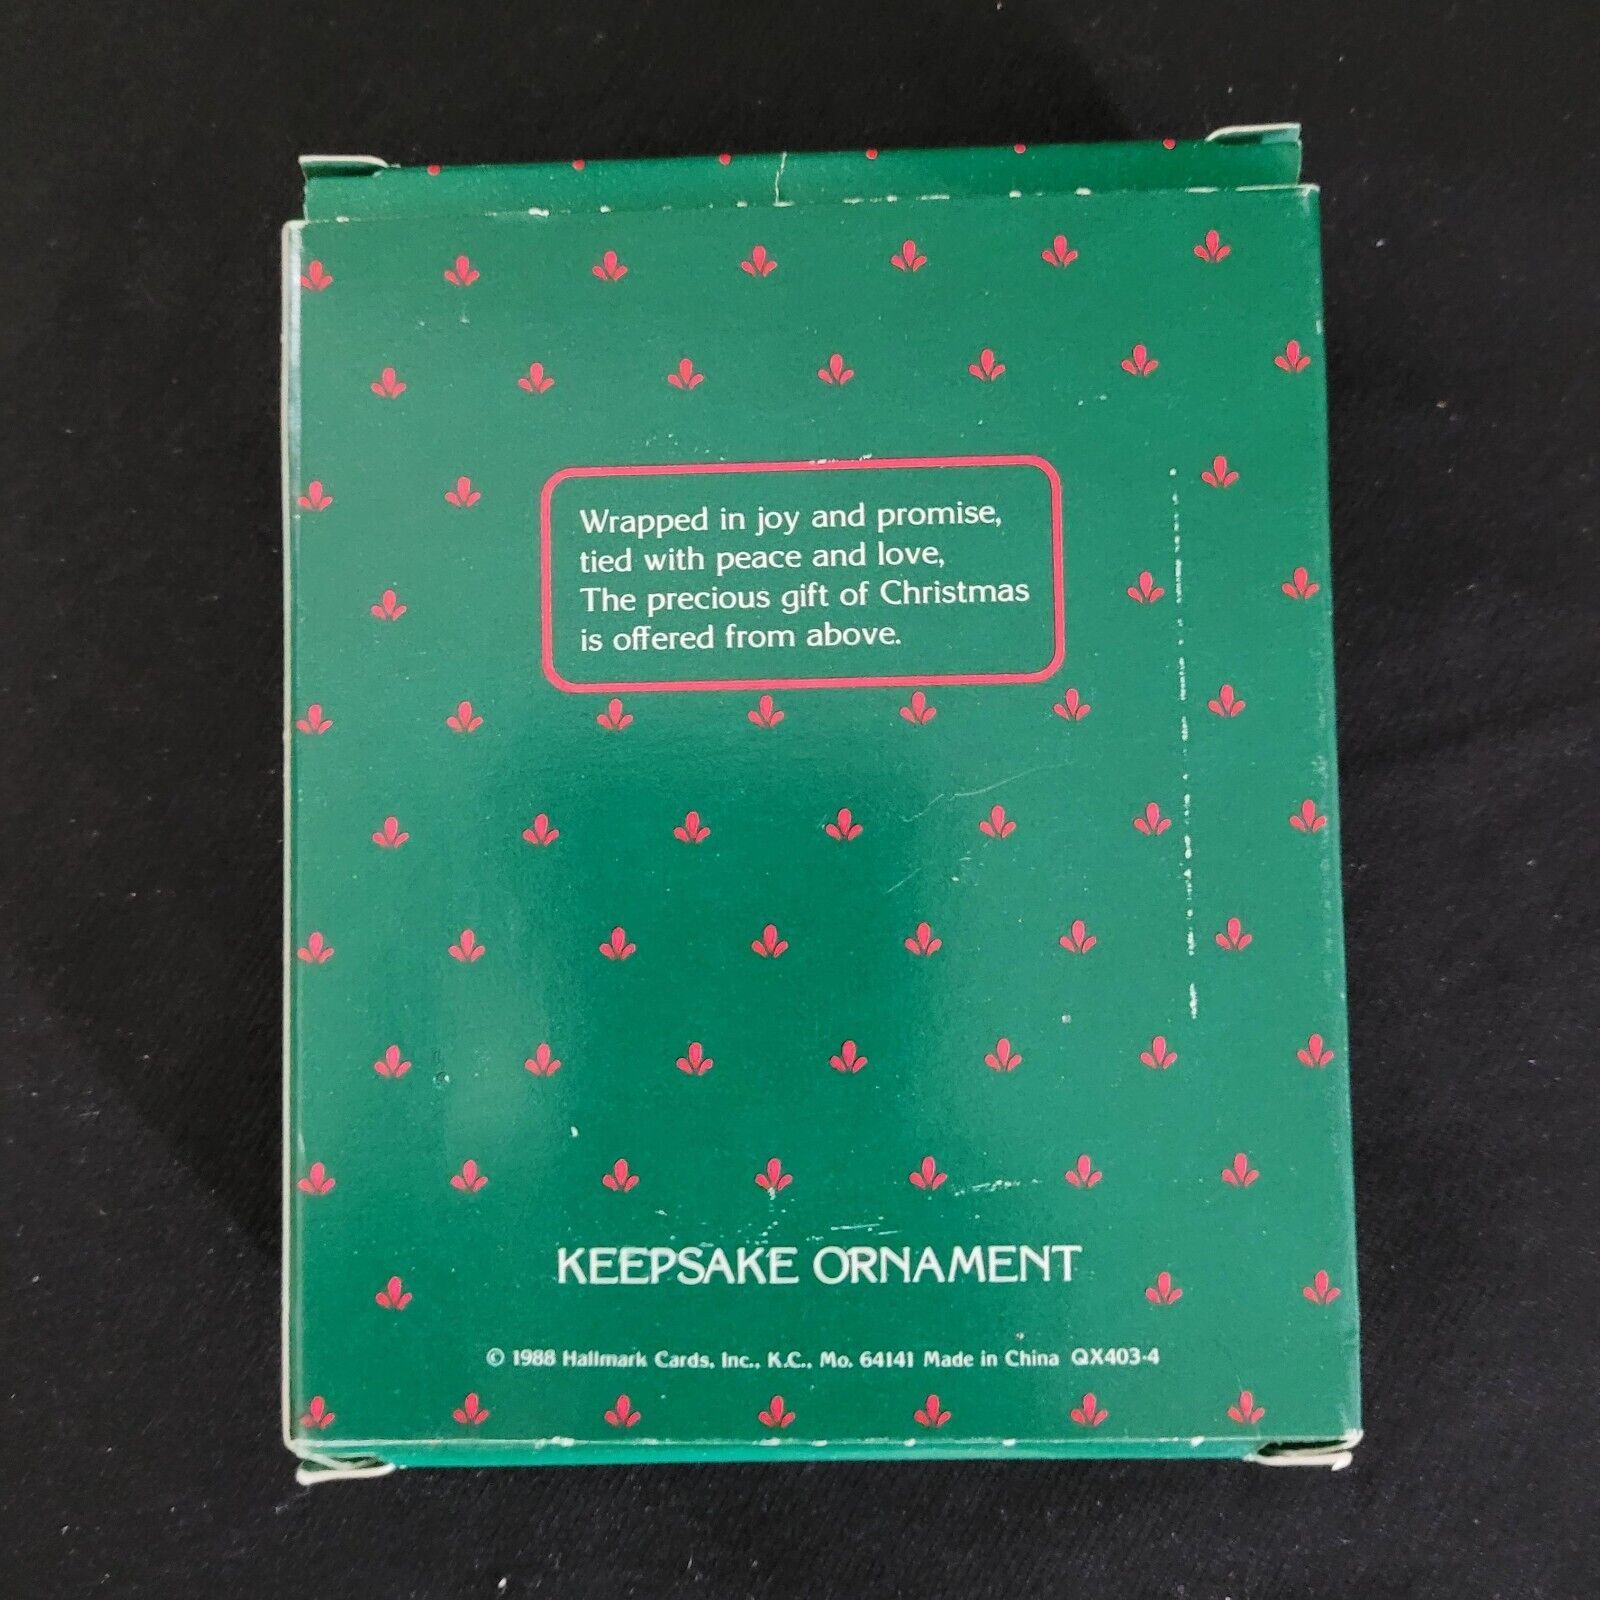 Wrapped in joy and promise,
tied with peace and love,
The precious gift of Christmas
is offered from above.
KEEPSAKE ORNAMENT
© 1988 Hallmark Cards, Inc., K.C., Mo. 64141 Made in China QX403-4